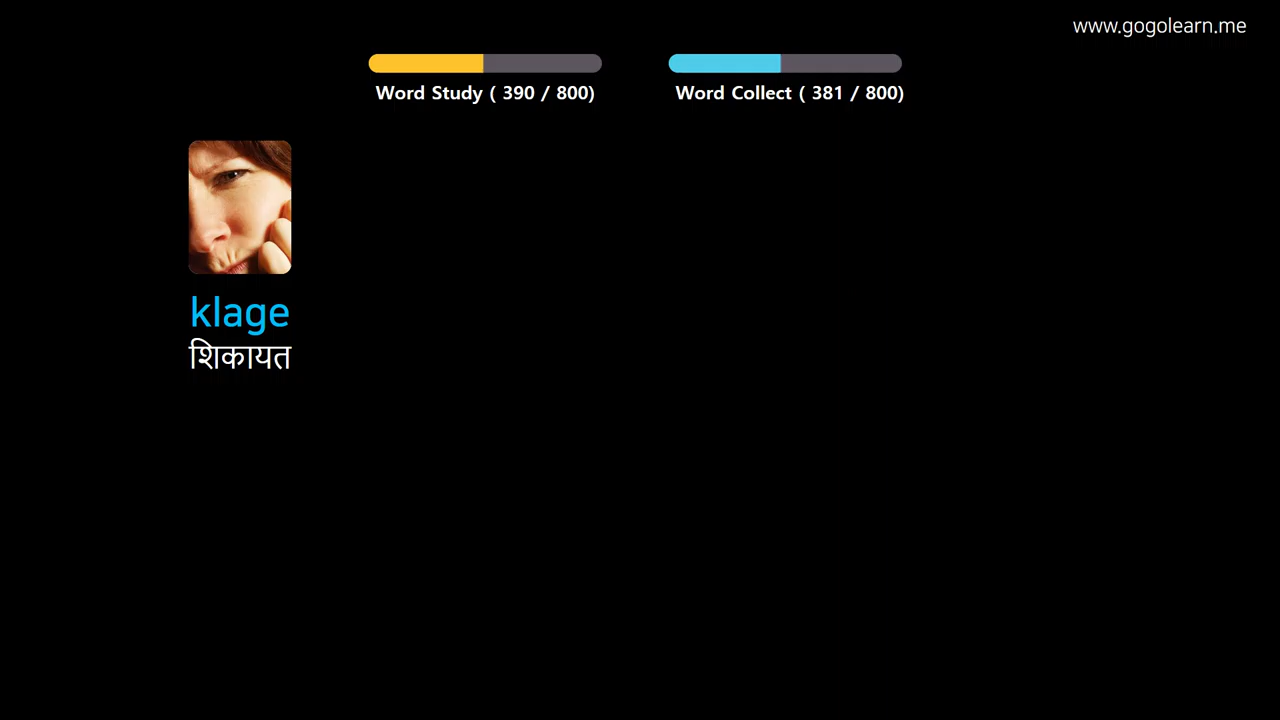 www.gogolearn.me
Word Study ( 390 / 800)
Word Collect ( 381 / 800)
klage
शिकायत